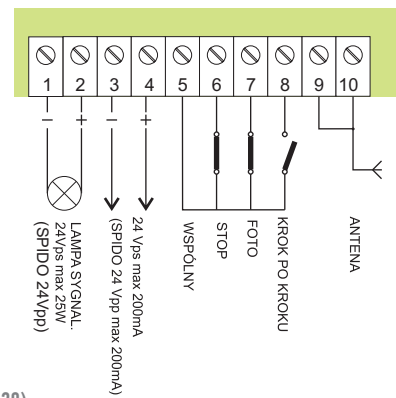 1 2 3 4 5 6 7 8 9 10
− + − +
LAMPA SYGNAL.
24Vps max 25W
(SPIDO 24Vpp)
(SPIDO 24 Vpp max 200mA)
24 Vps max 200mA
WSPÓLNY
STOP
FOTO
KROK PO KROKU
ANTENA